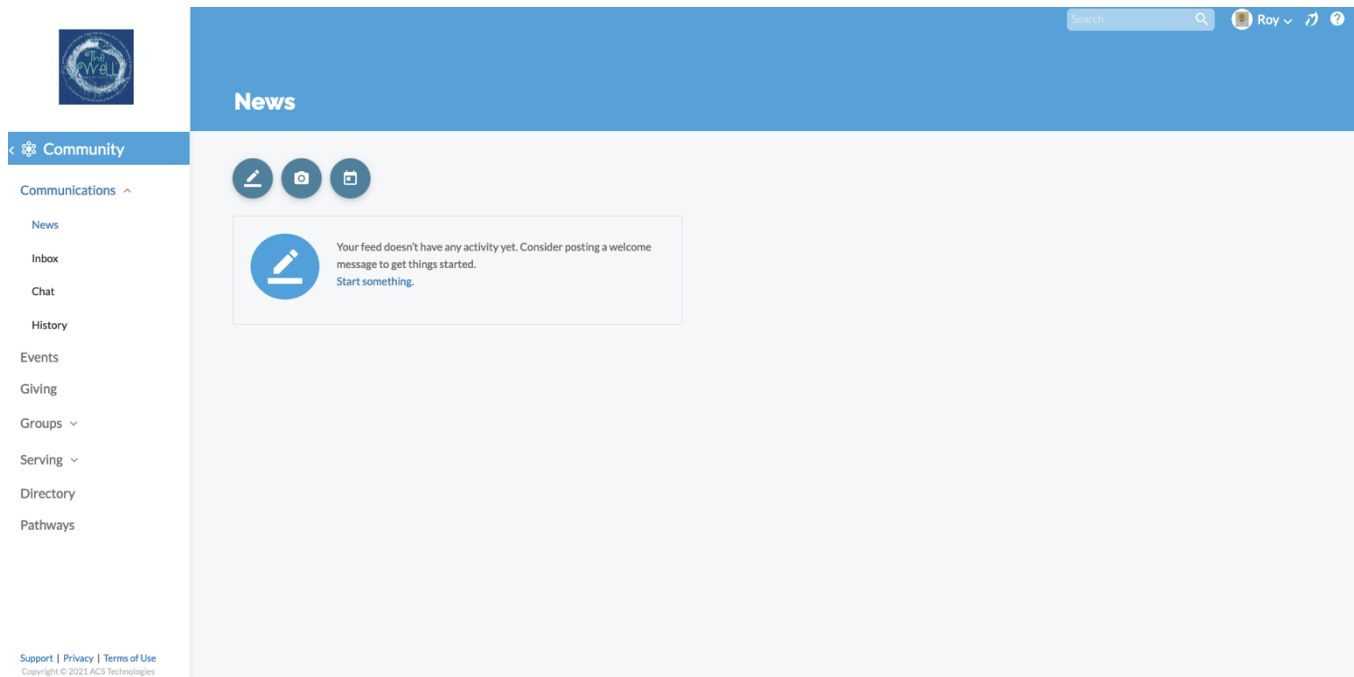 The
Well
Search
Roy
News
Community
Communications
News
Inbox
Chat
History
Events
Giving
Groups
Serving
Directory
Pathways
Your feed doesn't have any activity yet. Consider posting a welcome
message to get things started.
Start something.
Support | Privacy | Terms of Use
Copyright © 2021 ACS Technologies